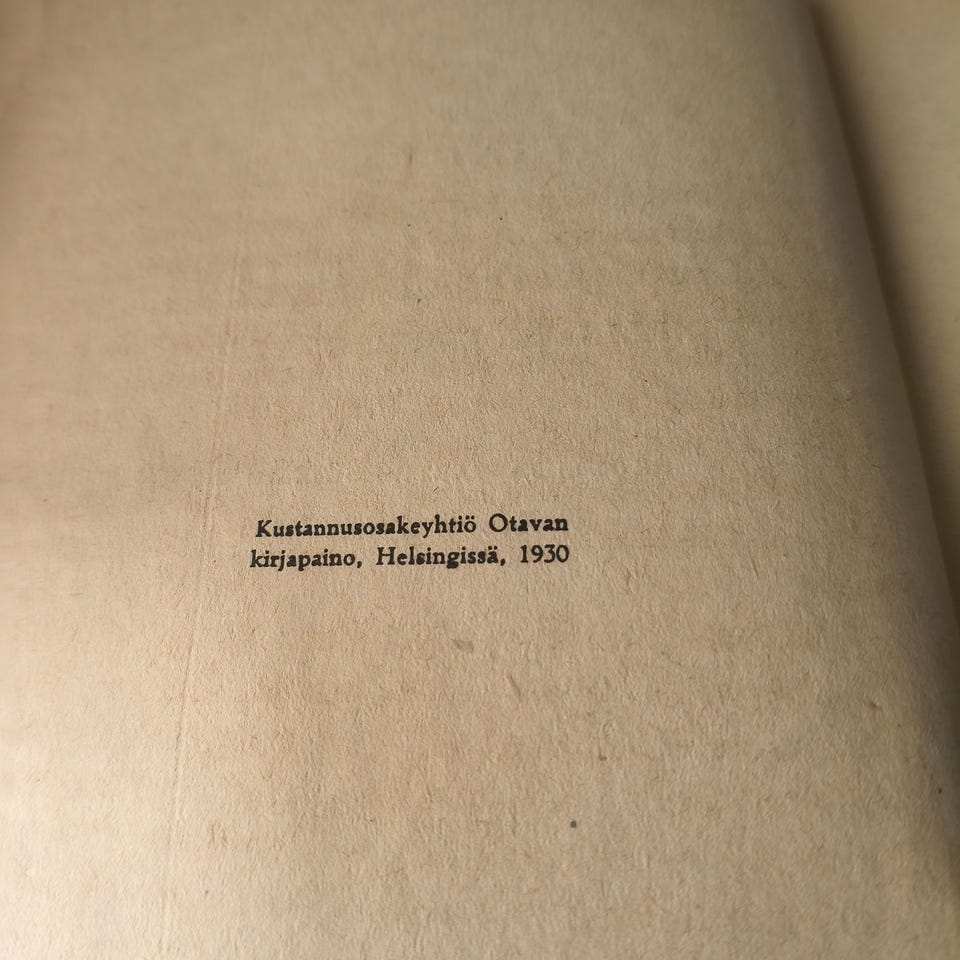 Kustannusosakeyhtiö Otavan
kirjapaino, Helsingissä, 1930